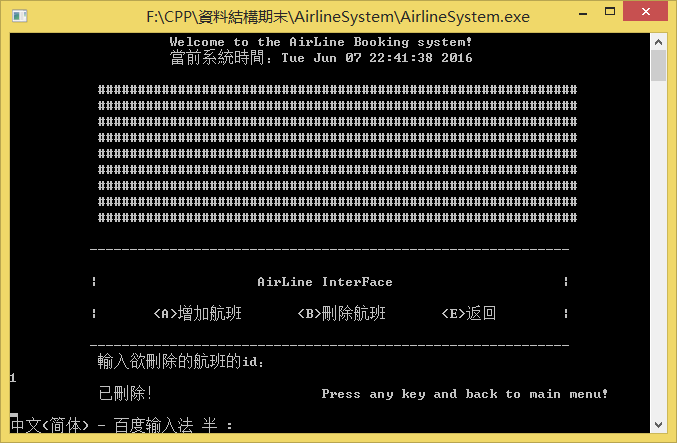 F:\CPP\資料結構期末\AirlineSystem\AirlineSystem.exe
Welcome to the AirLine Booking system!
當前系統時間：Tue Jun 07 22:41:38 2016
############################################################
############################################################
############################################################
############################################################
############################################################
############################################################
############################################################
############################################################
############################################################
____________________________________________________________
¦ AirLine InterFace ¦
¦ <A>增加航班 <B>刪除航班 <E>返回 ¦
____________________________________________________________
輸入欲刪除的航班的id：
1
已刪除! Press any key and back to main menu!
中文(简体) - 百度输入法 半 :